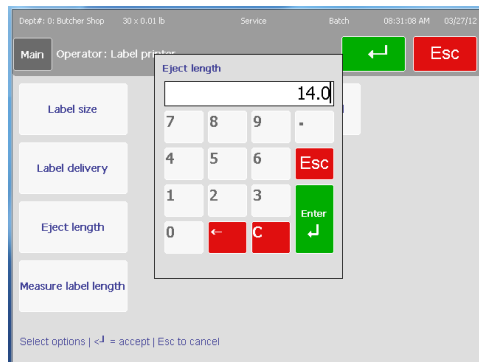 Dept#: 0: Butcher Shop 30 x 0.01 lb Service Batch 08:31:08 AM 03/27/12
Main Operator: Label printer Esc
Eject length
14.0
Label size
7 8 9 .
Label delivery
4 5 6 Esc
1 2 3 Enter
Eject length
0 ← C
Measure label length
Select options | <┘ = accept | Esc to cancel